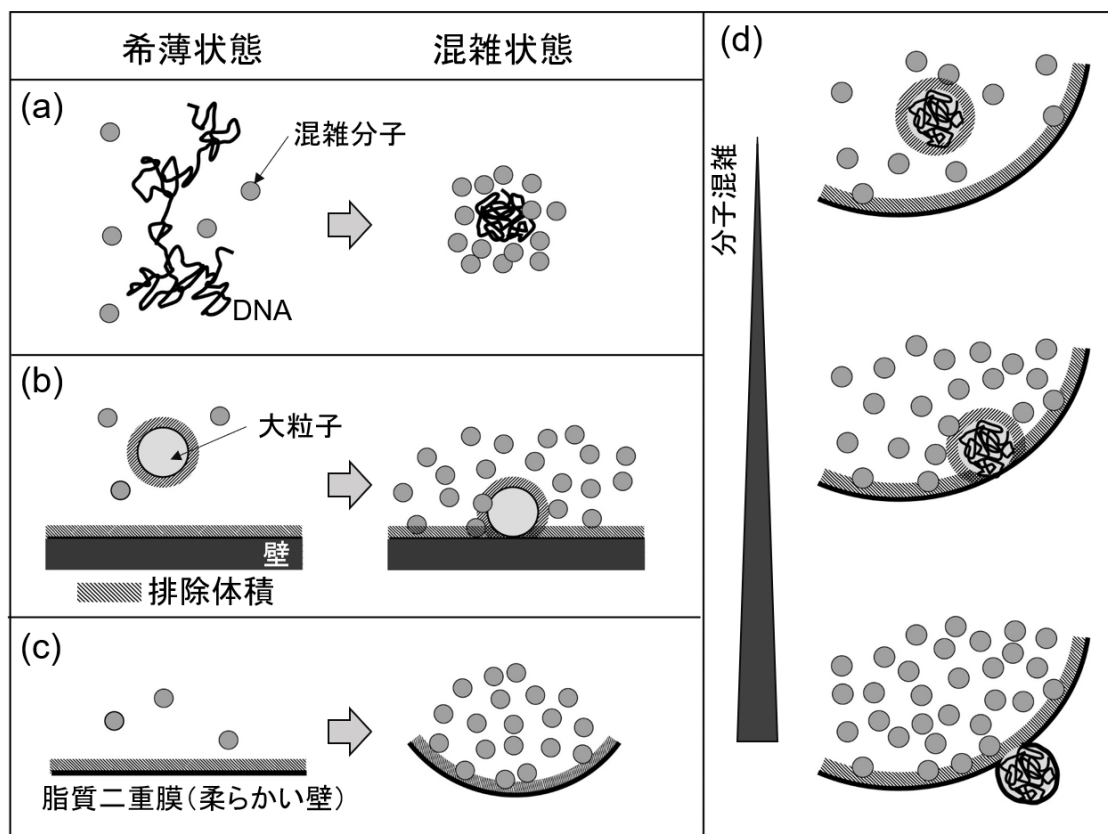 希薄状態
混雑状態
(a)
混雑分子
DNA
(b)
大粒子
壁
排除体積
(c)
脂質二重膜(柔らかい壁)
(d)
分子混雑